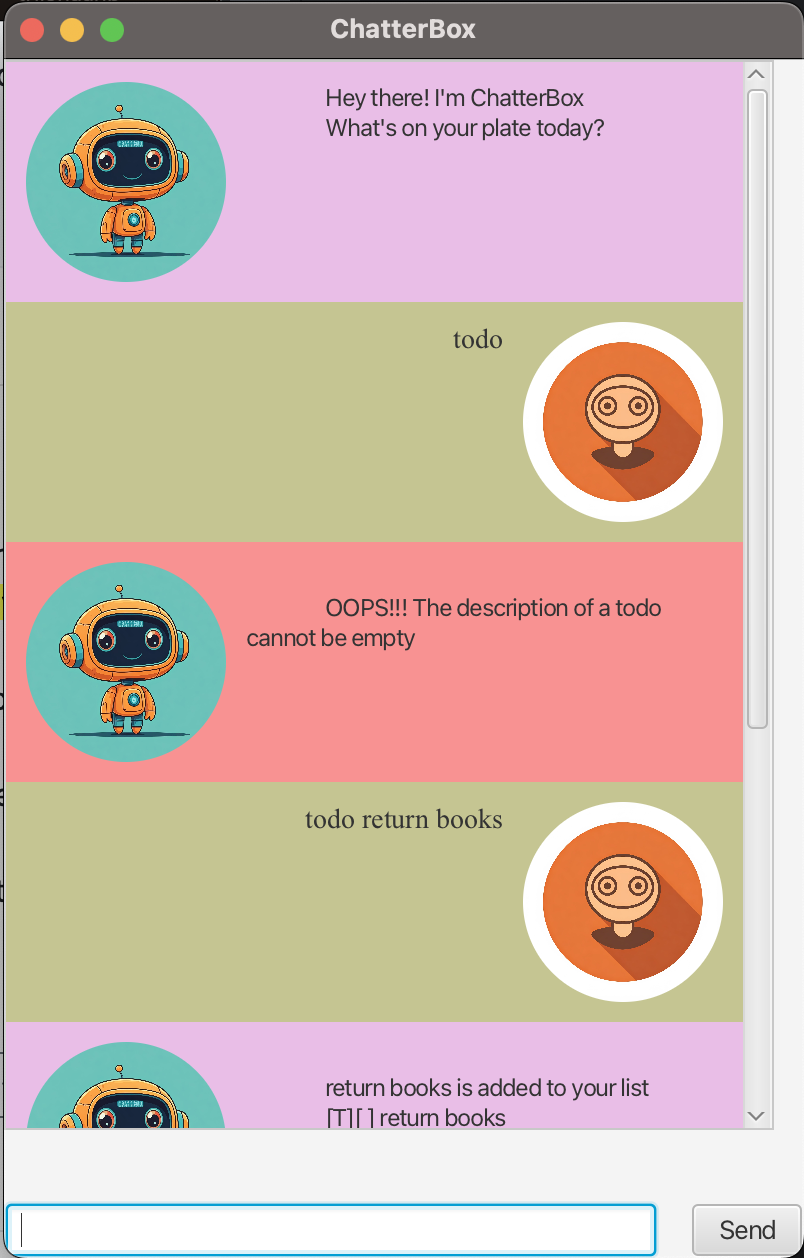 ChatterBox
Hey there! I'm ChatterBox
What's on your plate today?
todo
OOPS!!! The description of a todo
cannot be empty
todo return books
return books is added to your list
[T][ ] return books
Send